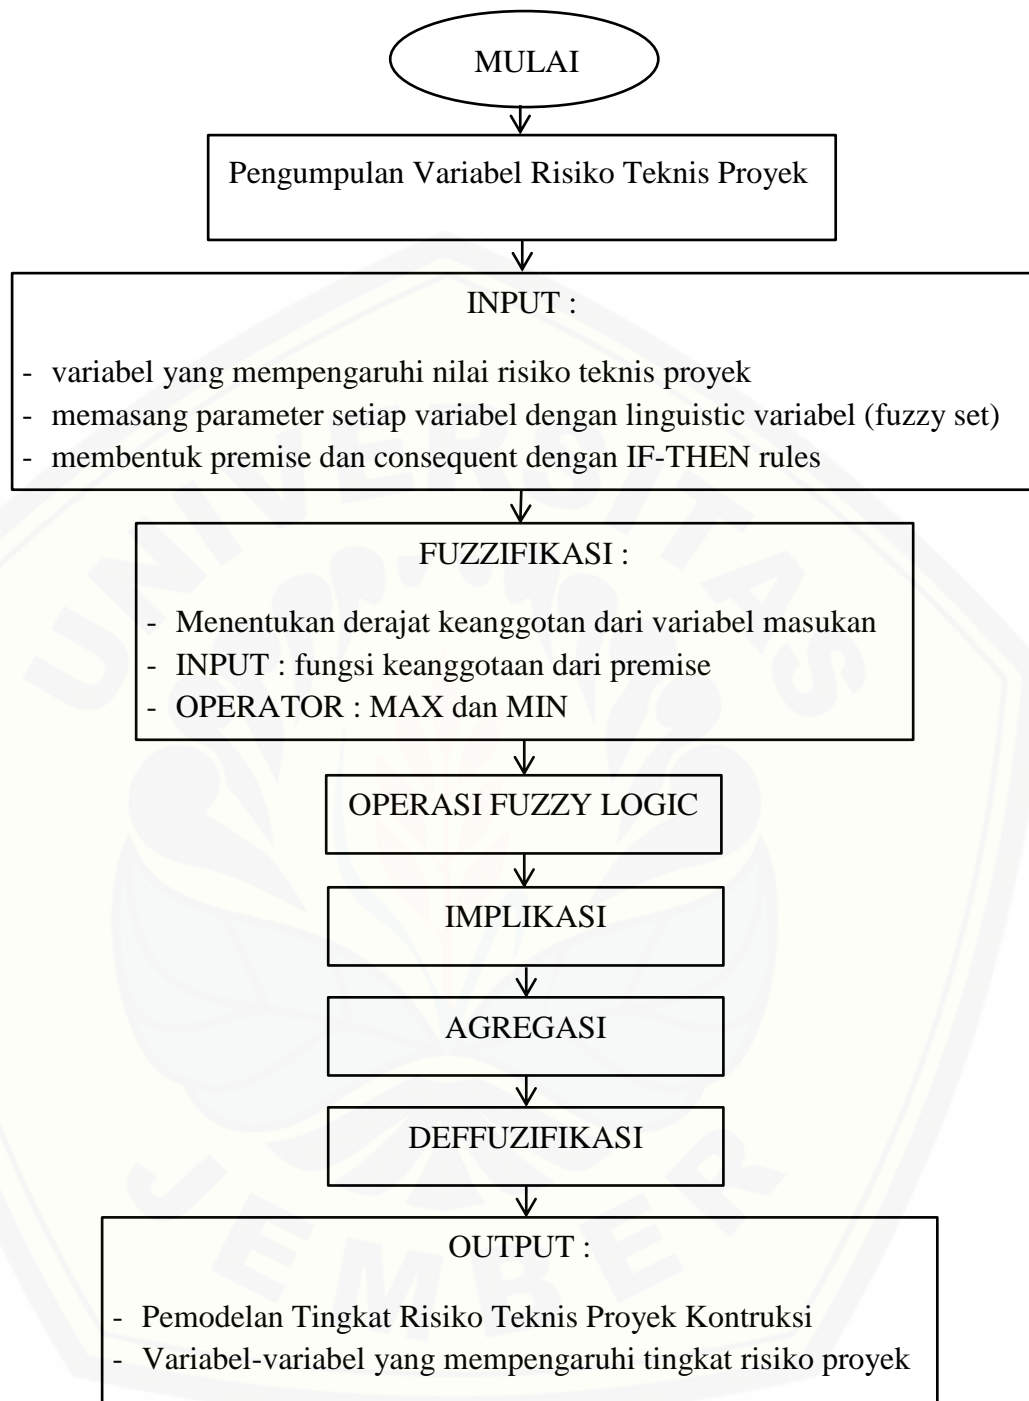 MULAI
Pengumpulan Variabel Risiko Teknis Proyek
INPUT :
- variabel yang mempengaruhi nilai risiko teknis proyek
- memasang parameter setiap variabel dengan linguistic variabel (fuzzy set)
- membentuk premise dan consequent dengan IF-THEN rules
FUZZIFIKASI :
- Menentukan derajat keanggotan dari variabel masukan
- INPUT : fungsi keanggotaan dari premise
- OPERATOR : MAX dan MIN
OPERASI FUZZY LOGIC
IMPLIKASI
AGREGASI
DEFFUZIFIKASI
OUTPUT :
- Pemodelan Tingkat Risiko Teknis Proyek Kontruksi
- Variabel-variabel yang mempengaruhi tingkat risiko proyek
UNIVERSITAS
JEMBER